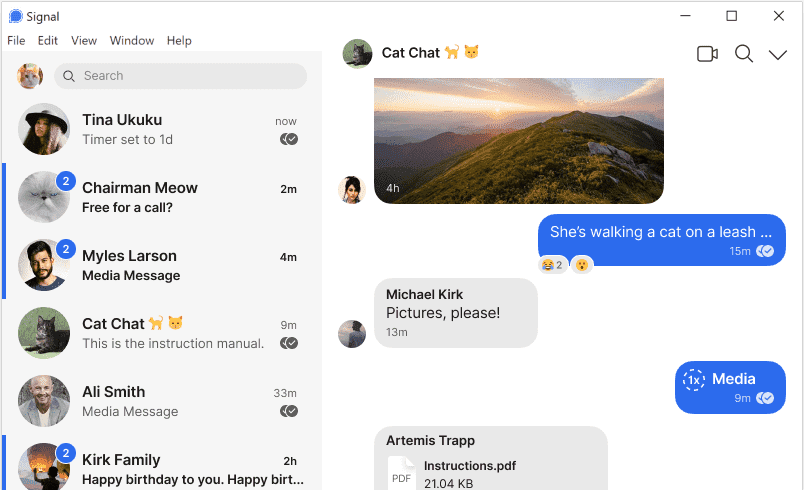 Signal
File Edit View Window Help
Search
Tina Ukuku now
Timer set to 1d
2
Chairman Meow 2m
Free for a call?
2
Myles Larson 4m
Media Message
Cat Chat 🐈 🐱 9m
This is the instruction manual.
Ali Smith 33m
Media Message
2
Kirk Family 2h
Happy birthday to you. Happy birt...
Cat Chat 🐈 🐱
4h
She's walking a cat on a leash ...
15m
😂 2 😮
Michael Kirk
Pictures, please!
13m
1x Media
9m
Artemis Trapp
PDF
Instructions.pdf
21.04 KB